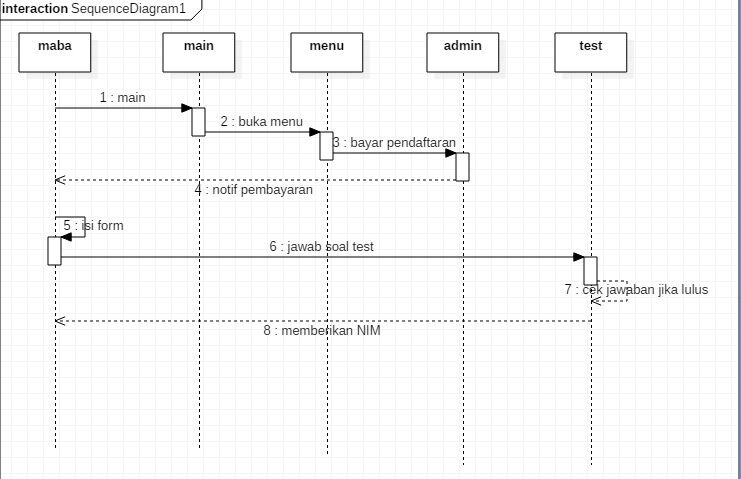 interaction SequenceDiagram1
maba
main
menu
admin
test
1 : main
2 : buka menu
3 : bayar pendaftaran
4 : notif pembayaran
5 : isi form
6 : jawab soal test
7 : cek jawaban jika lulus
8 : memberikan NIM